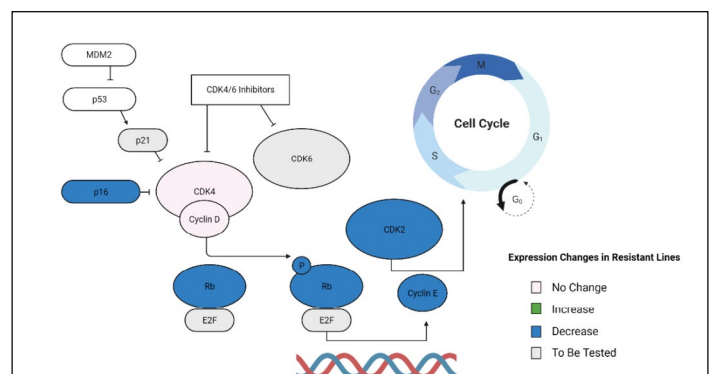 MDM2
p53
p21
p16
CDK4/6 Inhibitors
CDK6
CDK4
Cyclin D
Rb
E2F
P
Rb
E2F
CDK2
Cyclin E
M
G₂
G₁
S
Cell Cycle
G₀
Expression Changes in Resistant Lines
No Change
Increase
Decrease
To Be Tested